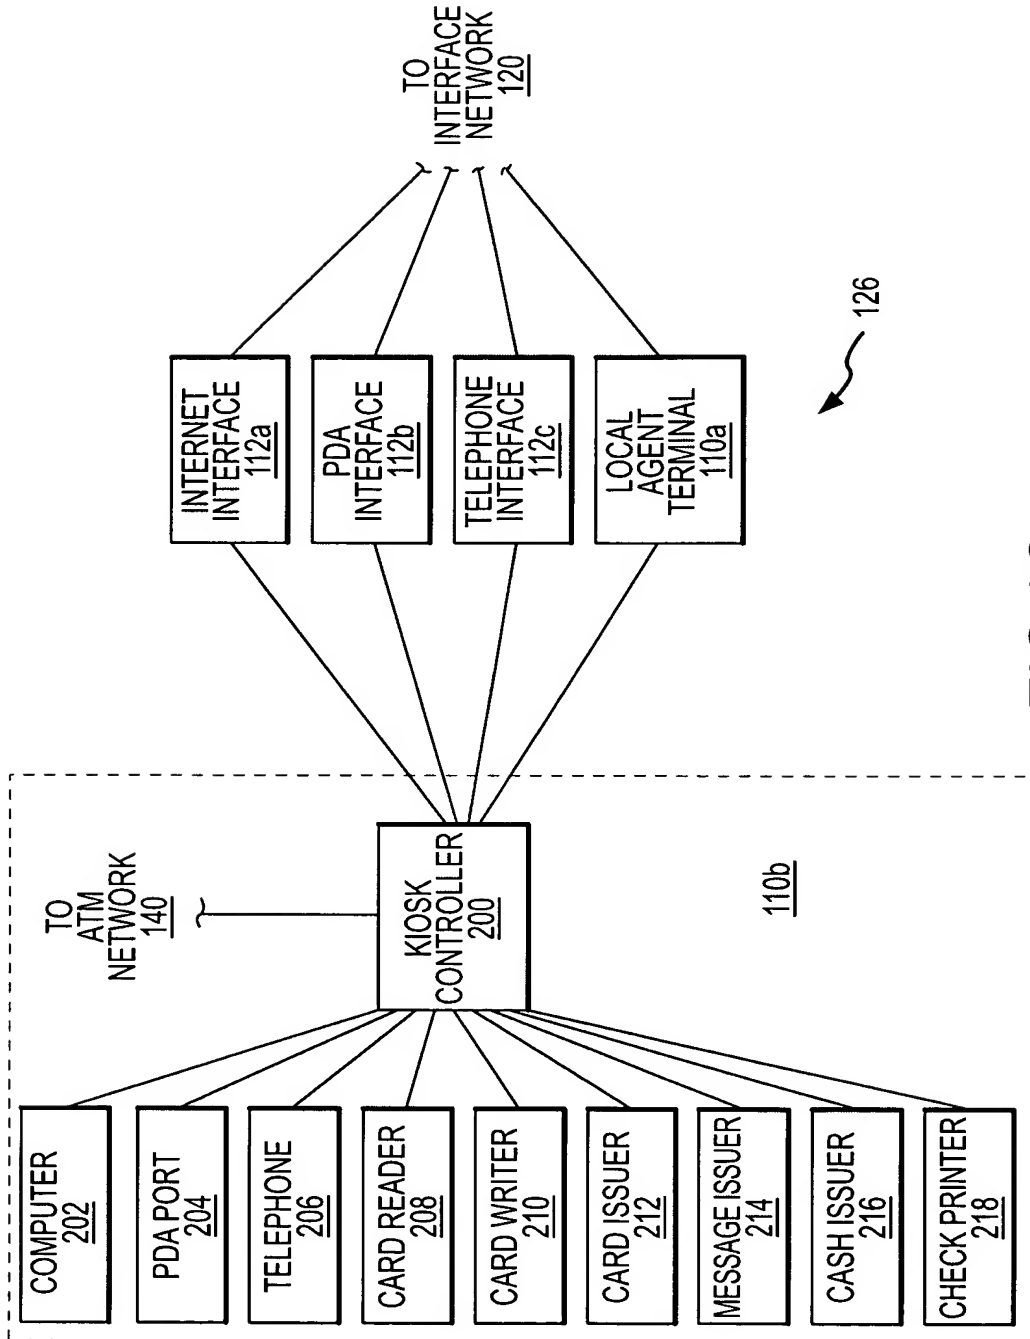 COMPUTER
202
PDA PORT
204
TELEPHONE
206
CARD READER
208
CARD WRITER
210
CARD ISSUER
212
MESSAGE ISSUER
214
CASH ISSUER
216
CHECK PRINTER
218
TO
ATM
NETWORK
140
KIOSK
CONTROLLER
200
110b
INTERNET
INTERFACE
112a
PDA
INTERFACE
112b
TELEPHONE
INTERFACE
112c
LOCAL
AGENT
TERMINAL
110a
TO
INTERFACE
NETWORK
120
126